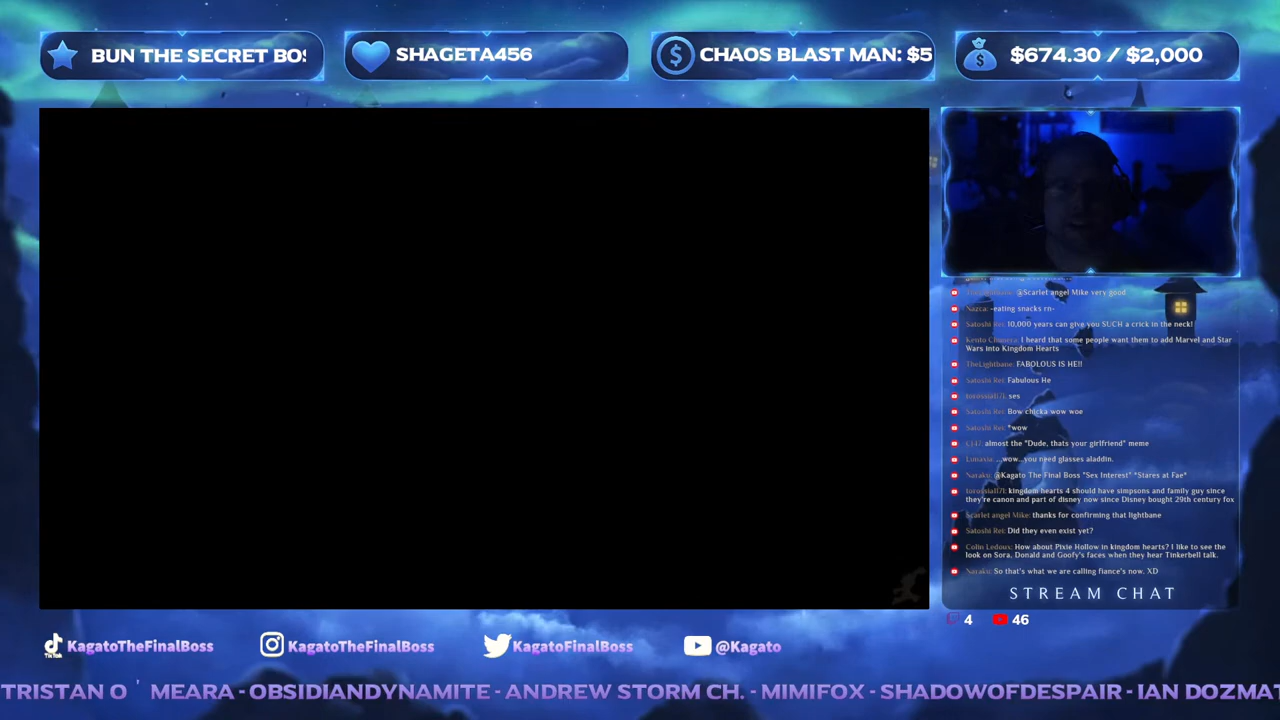 BUN THE SECRET BOS
SHAGETA456
CHAOS BLAST MAN: $5
$674.30 / $2,000
@Scarlet angel Mike very good
Nazca: -eating snacks rn-
Satoshi Rei: 10,000 years can give you SUCH a crick in the neck!
Kento Chimera: I heard that some people want them to add Marvel and Star
Wars into Kingdom Hearts
TheLightbane: FABOLOUS IS HE!!
Satoshi Rei: Fabulous He
ses
Satoshi Rei: Bow chicka wow woe
Satoshi Rei: *wow
almost the "Dude, thats your girlfriend" meme
Lunaria: ...wow...you need glasses aladdin.
Naraku: @Kagato The Final Boss "Sex Interest" *Stares at Fae*
kingdom hearts 4 should have simpsons and family guy since
they're canon and part of disney now since Disney bought 29th century fox
Scarlet angel Mike: thanks for confirming that lightbane
Satoshi Rei: Did they even exist yet?
Colin Ledous: How about Pixie Hollow in kingdom hearts? I like to see the
look on Sora, Donald and Goofy's faces when they hear Tinkerbell talk.
Naraku: So that's what we are calling fiance's now. XD
STREAM CHAT
4 46
KagatoTheFinalBoss KagatoTheFinalBoss KagatoFinalBoss @Kagato
TRISTAN O ' MEARA - OBSIDIANDYNAMITE - ANDREW STORM CH. - MIMIFOX - SHADOWOFDESPAIR - IAN DOZMAT